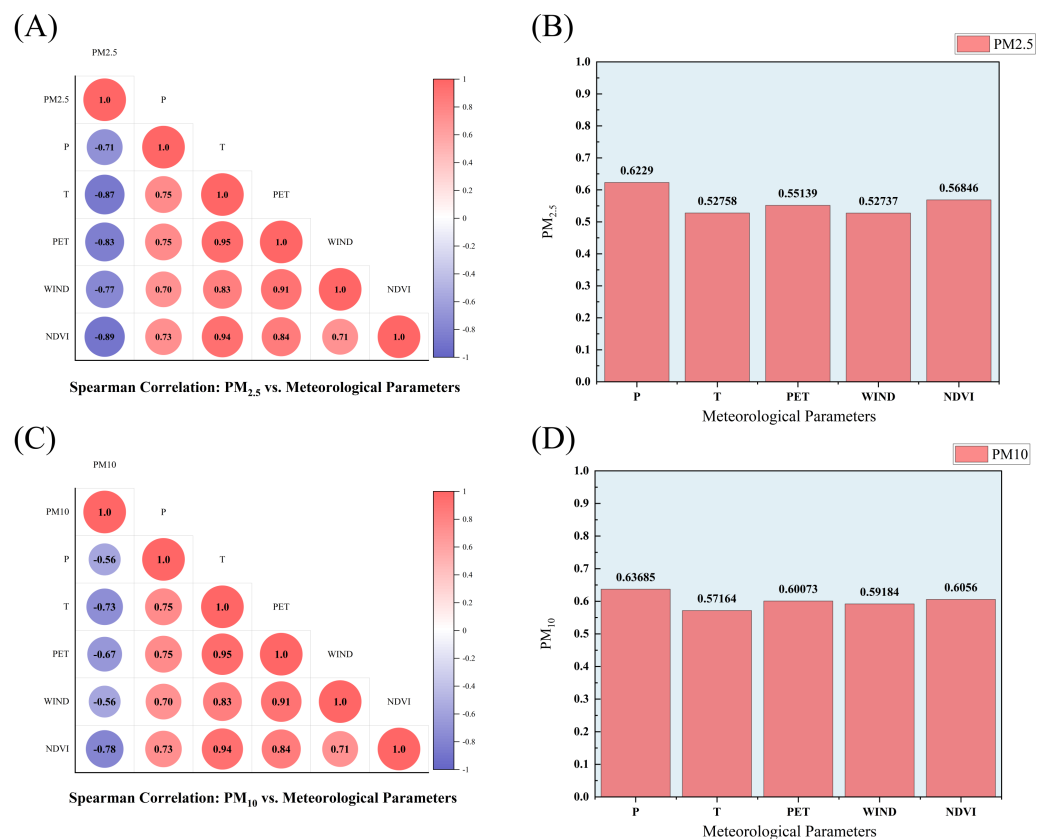 (A)
PM2.5
PM2.5 1.0 P
P -0.71 1.0 T
T -0.87 0.75 1.0 PET
PET -0.83 0.75 0.95 1.0 WIND
WIND -0.77 0.70 0.83 0.91 1.0 NDVI
NDVI -0.89 0.73 0.94 0.84 0.71 1.0
1
0.8
0.6
0.4
0.2
0
-0.2
-0.4
-0.6
-0.8
-1
Spearman Correlation: PM2.5 vs. Meteorological Parameters
(B)
PM2.5
1.0
0.9
0.8
0.7
0.6
0.5
0.4
0.3
0.2
0.1
0.0
PM2.5
0.6229 0.52758 0.55139 0.52737 0.56846
P T PET WIND NDVI
Meteorological Parameters
(C)
PM10
PM10 1.0 P
P -0.56 1.0 T
T -0.73 0.75 1.0 PET
PET -0.67 0.75 0.95 1.0 WIND
WIND -0.56 0.70 0.83 0.91 1.0 NDVI
NDVI -0.78 0.73 0.94 0.84 0.71 1.0
1
0.8
0.6
0.4
0.2
0
-0.2
-0.4
-0.6
-0.8
-1
Spearman Correlation: PM10 vs. Meteorological Parameters
(D)
PM10
1.0
0.9
0.8
0.7
0.6
0.5
0.4
0.3
0.2
0.1
0.0
PM10
0.63685 0.57164 0.60073 0.59184 0.6056
P T PET WIND NDVI
Meteorological Parameters